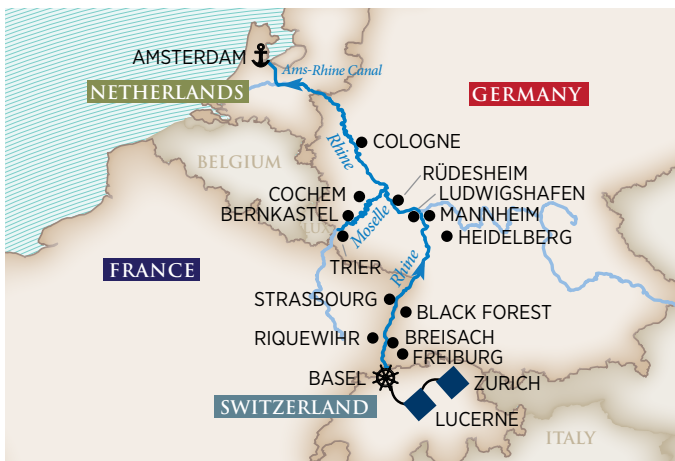 AMSTERDAM
Ams-Rhine Canal
NETHERLANDS
GERMANY
COLOGNE
Rhine
BELGIUM
RÜDESHEIM
COCHEM
LUDWIGSHAFEN
BERNKASTEL
MANNHEIM
LUX
Moselle
HEIDELBERG
TRIER
FRANCE
Rhine
STRASBOURG
BLACK FOREST
RIQUEWIHR
BREISACH
FREIBURG
BASEL
ZURICH
SWITZERLAND
LUCERNE
ITALY